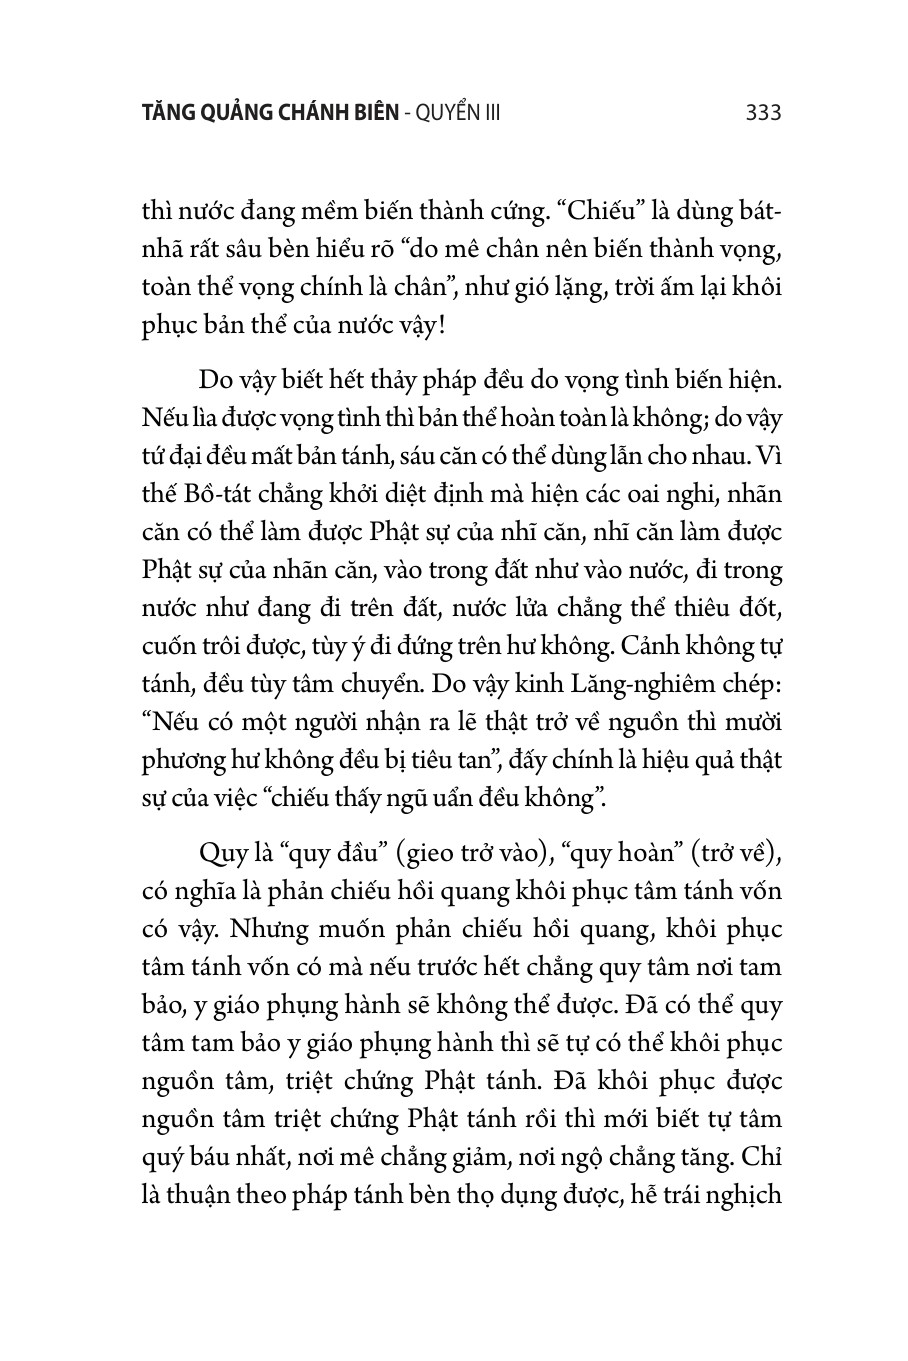 TĂNG QUẢNG CHÁNH BIÊN - QUYỂN III 333
thì nước đang mềm biến thành cứng. “Chiếu” là dùng bát-
nhã rất sâu bèn hiểu rõ “do mê chân nên biến thành vọng,
toàn thể vọng chính là chân”, như gió lặng, trời ấm lại khôi
phục bản thể của nước vậy!
Do vậy biết hết thảy pháp đều do vọng tình biến hiện.
Nếu lìa được vọng tình thì bản thể hoàn toàn là không; do vậy
tứ đại đều mất bản tánh, sáu căn có thể dùng lẫn cho nhau. Vì
thế Bồ-tát chẳng khởi diệt định mà hiện các oai nghi, nhãn
căn có thể làm được Phật sự của nhĩ căn, nhĩ căn làm được
Phật sự của nhãn căn, vào trong đất như vào nước, đi trong
nước như đang đi trên đất, nước lửa chẳng thể thiêu đốt,
cuốn trôi được, tùy ý đi đứng trên hư không. Cảnh không tự
tánh, đều tùy tâm chuyển. Do vậy kinh Lăng-nghiêm chép:
“Nếu có một người nhận ra lẽ thật trở về nguồn thì mười
phương hư không đều bị tiêu tan”, đấy chính là hiệu quả thật
sự của việc “chiếu thấy ngũ uẩn đều không”.
Quy là “quy đầu” (gieo trở vào), “quy hoàn” (trở về),
có nghĩa là phản chiếu hồi quang khôi phục tâm tánh vốn
có vậy. Nhưng muốn phản chiếu hồi quang, khôi phục
tâm tánh vốn có mà nếu trước hết chẳng quy tâm nơi tam
bảo, y giáo phụng hành sẽ không thể được. Đã có thể quy
tâm tam bảo y giáo phụng hành thì sẽ tự có thể khôi phục
nguồn tâm, triệt chứng Phật tánh. Đã khôi phục được
nguồn tâm triệt chứng Phật tánh rồi thì mới biết tự tâm
quý báu nhất, nơi mê chẳng giảm, nơi ngộ chẳng tăng. Chỉ
là thuận theo pháp tánh bèn thọ dụng được, hễ trái nghịch